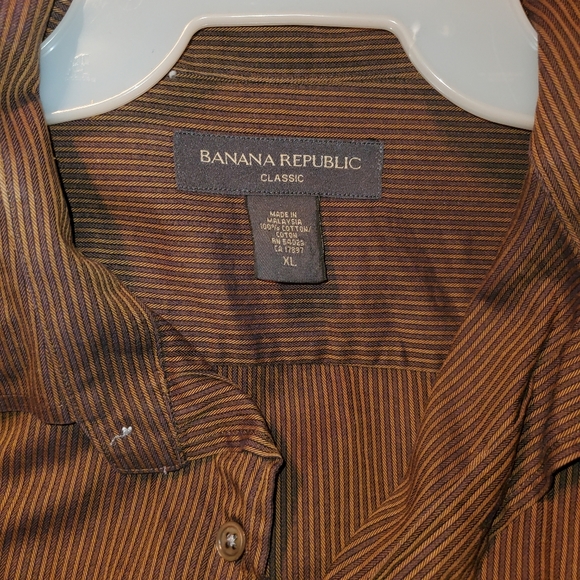 BANANA REPUBLIC
CLASSIC
MADE IN
MALAYSIA
100% COTTON/
COTON
RN 54023
CA 17897
XL